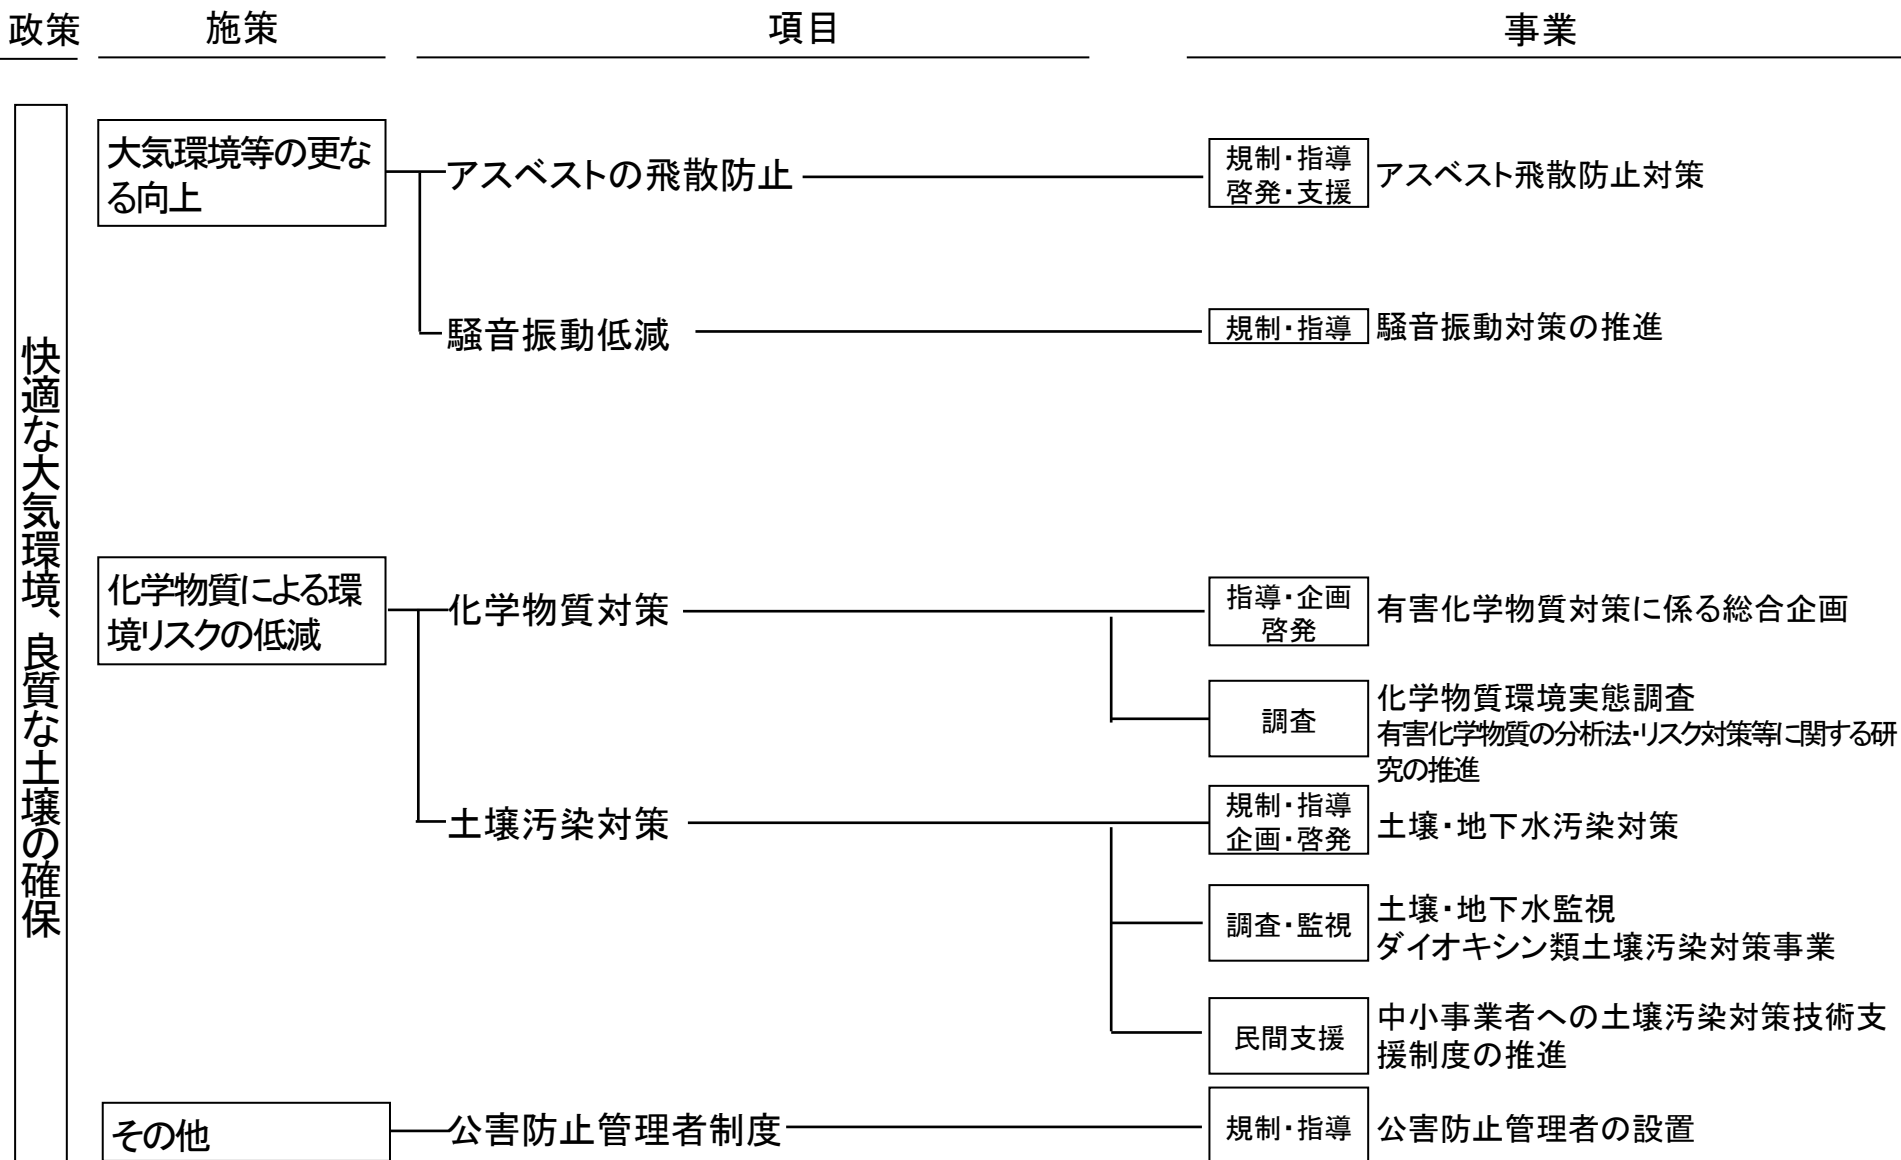 政策
施策
項目
事業
快適な大気環境、良質な土壌の確保
大気環境等の更な
る向上
アスベストの飛散防止
規制・指導
啓発・支援
アスベスト飛散防止対策
騒音振動低減
規制・指導
騒音振動対策の推進
化学物質による環
境リスクの低減
化学物質対策
指導・企画
啓発
有害化学物質対策に係る総合企画
調査
化学物質環境実態調査
有害化学物質の分析法・リスク対策等に関する研
究の推進
土壌汚染対策
規制・指導
企画・啓発
土壌・地下水汚染対策
調査・監視
土壌・地下水監視
ダイオキシン類土壌汚染対策事業
民間支援
中小事業者への土壌汚染対策技術支
援制度の推進
その他
公害防止管理者制度
規制・指導
公害防止管理者の設置